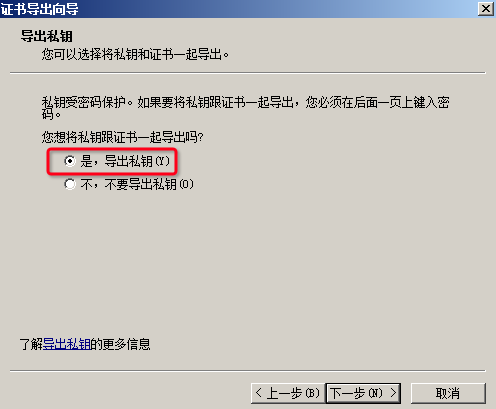 证书导出向导
导出私钥
您可以选择将私钥和证书一起导出。
私钥受密码保护。如果要将私钥跟证书一起导出，您必须在后面一页上键入密
码。
您想将私钥跟证书一起导出吗?
是，导出私钥(Y)
不，不要导出私钥(O)
了解导出私钥的更多信息
< 上一步(B) 下一步(N) > 取消